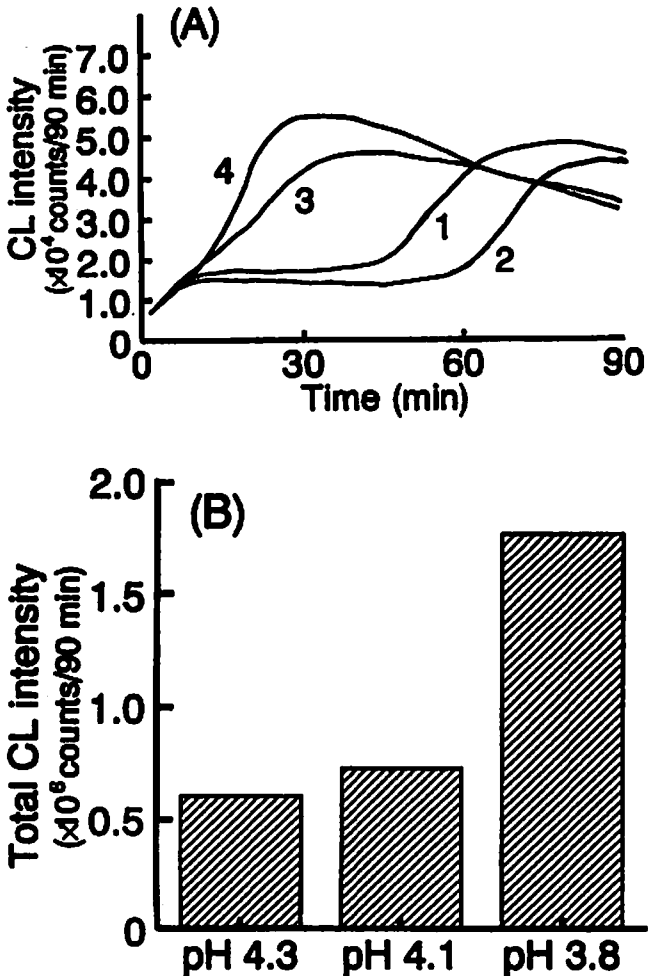 (A)
CL intensity
(x10⁴counts/90 min)
7.0
6.0
5.0
4.0
3.0
2.0
1.0
0
4
3
1
2
0 30 60 90
Time (min)
(B)
Total CL intensity
(x10⁶counts/90 min)
2.0
1.5
1.0
0.5
0
pH 4.3 pH 4.1 pH 3.8